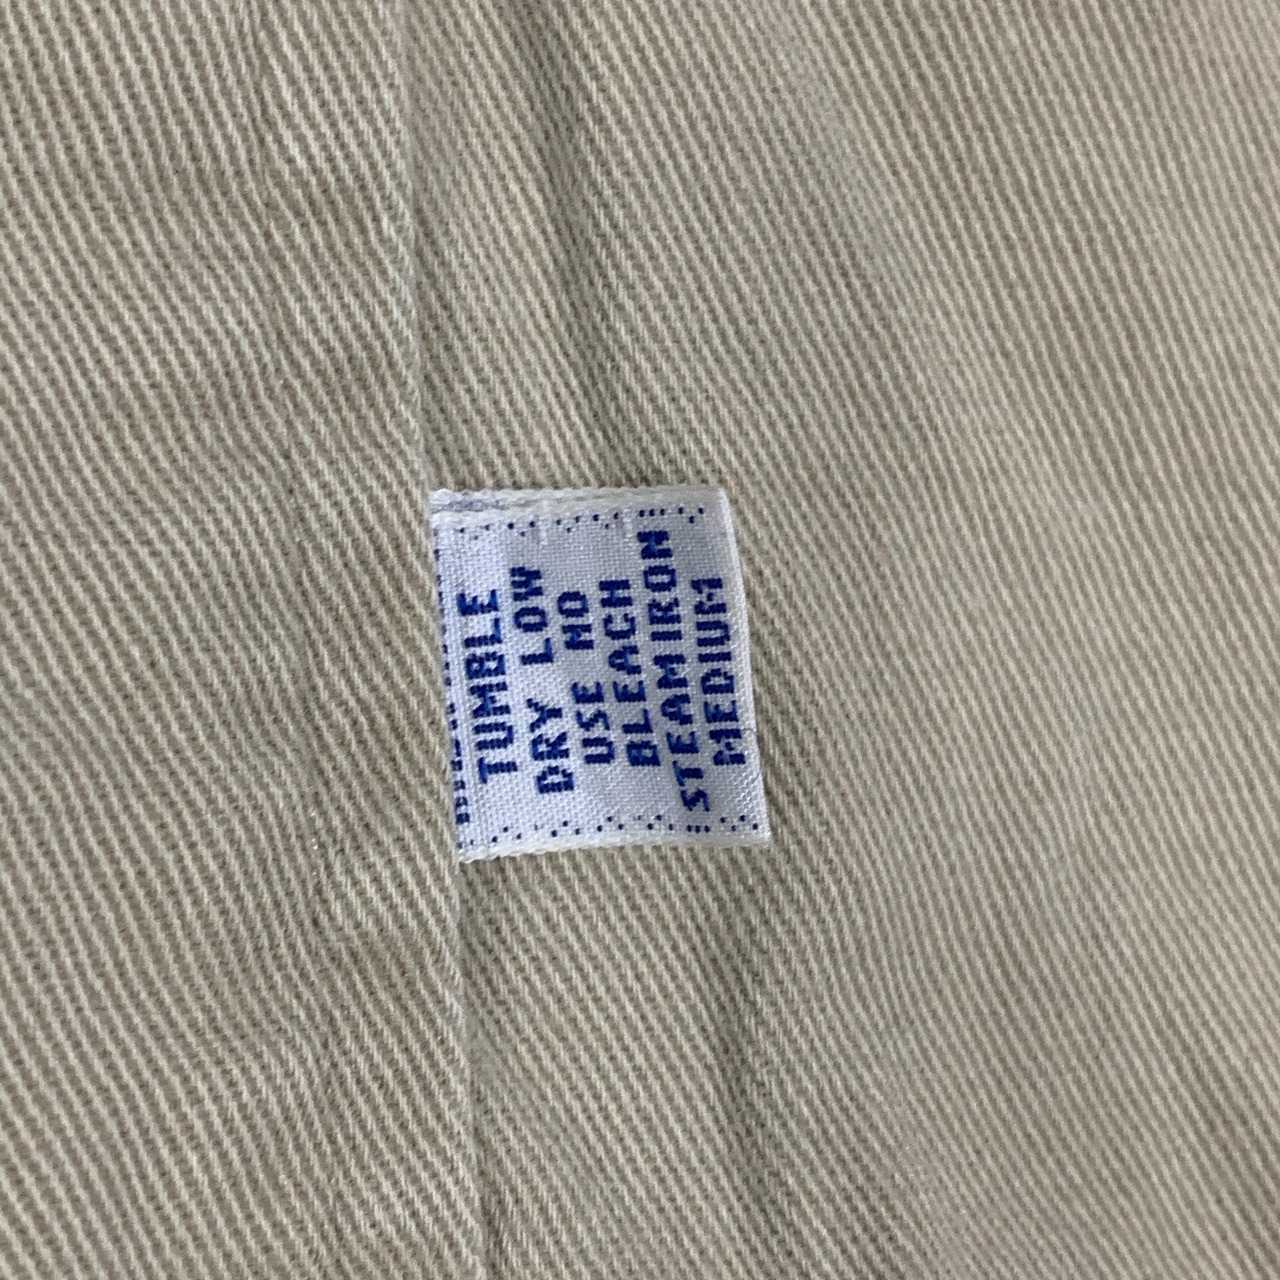 TUMBLE
DRY LOW
USE NO
BLEACH
STEAM IRON
MEDIUM